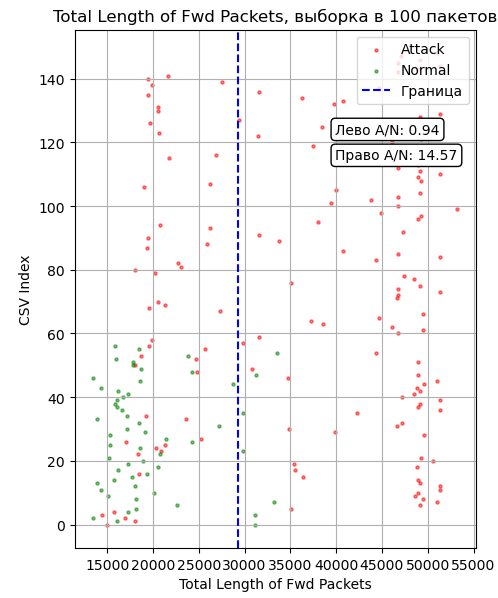 Total Length of Fwd Packets, выборка в 100 пакетов
Attack
Normal
Граница
Лево A/N: 0.94
Право A/N: 14.57
140
120
100
80
60
40
20
0
CSV Index
15000 20000 25000 30000 35000 40000 45000 50000 55000
Total Length of Fwd Packets